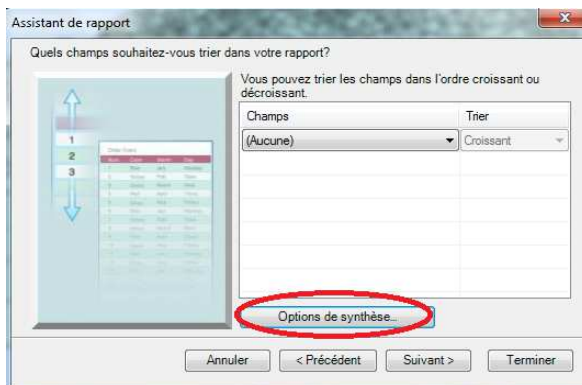 Assistant de rapport
Quels champs souhaitez-vous trier dans votre rapport?
Vous pouvez trier les champs dans l'ordre croissant ou
décroissant.
Champs Trier
(Aucune) Croissant
1
2
3
Options de synthèse...
Annuler < Précédent Suivant > Terminer